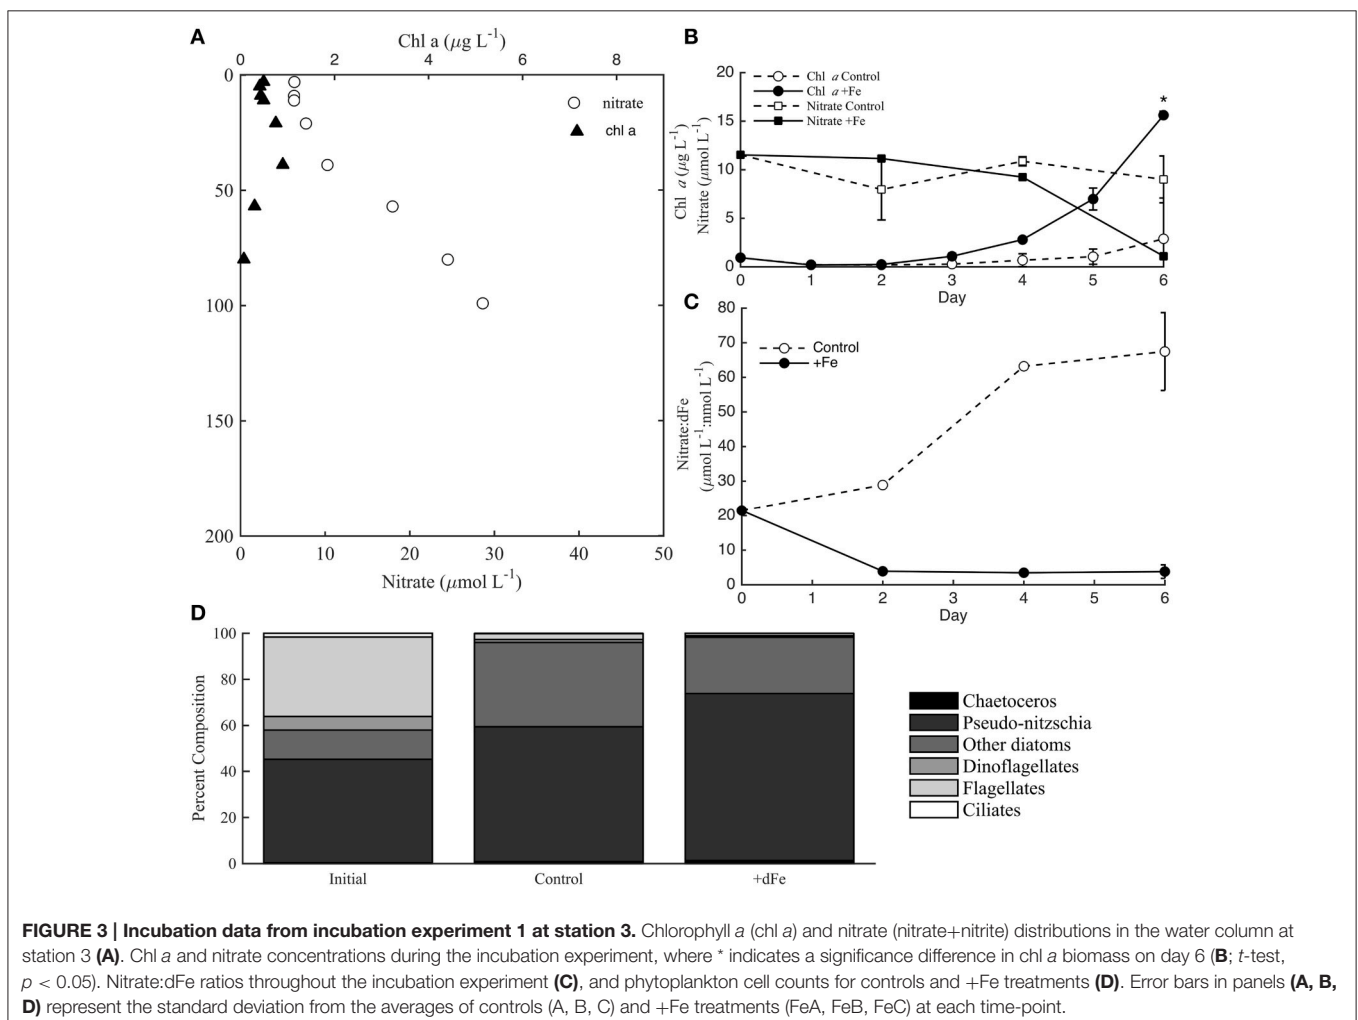 A
Chl a (μg L⁻¹)
0 2 4 6 8
0
50
100
150
200
nitrate
chl a
0 10 20 30 40 50
Nitrate (μmol L⁻¹)
B
Chl a (μg L⁻¹)
Nitrate (μmol L⁻¹)
20
15
10
5
0
Chl a Control
Chl a +Fe
Nitrate Control
Nitrate +Fe
*
0 1 2 3 4 5 6
Day
C
Nitrate:dFe
(μmol L⁻¹:nmol L⁻¹)
80
70
60
50
40
30
20
10
0
Control
+Fe
0 1 2 3 4 5 6
Day
D
Percent Composition
100
80
60
40
20
0
Initial Control +dFe
Chaetoceros
Pseudo-nitzschia
Other diatoms
Dinoflagellates
Flagellates
Ciliates
FIGURE 3 | Incubation data from incubation experiment 1 at station 3. Chlorophyll a (chl a) and nitrate (nitrate+nitrite) distributions in the water column at
station 3 (A). Chl a and nitrate concentrations during the incubation experiment, where * indicates a significance difference in chl a biomass on day 6 (B; t-test,
p < 0.05). Nitrate:dFe ratios throughout the incubation experiment (C), and phytoplankton cell counts for controls and +Fe treatments (D). Error bars in panels (A, B,
D) represent the standard deviation from the averages of controls (A, B, C) and +Fe treatments (FeA, FeB, FeC) at each time-point.